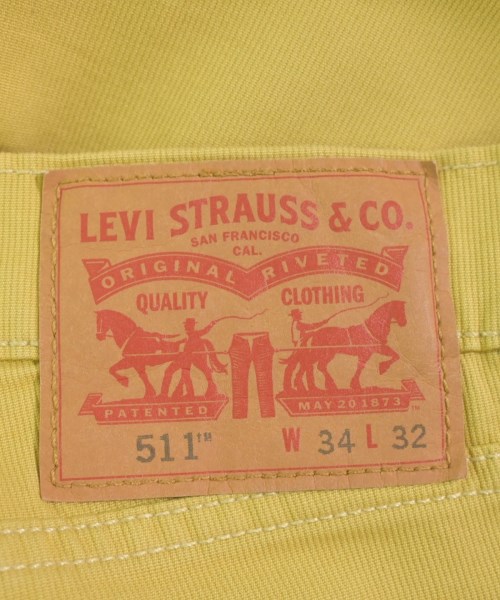 LEVI STRAUSS & CO.
SAN FRANCISCO
CAL.
ORIGINAL RIVETED
QUALITY CLOTHING
PATENTED MAY 20 1873
511™ W 34 L 32